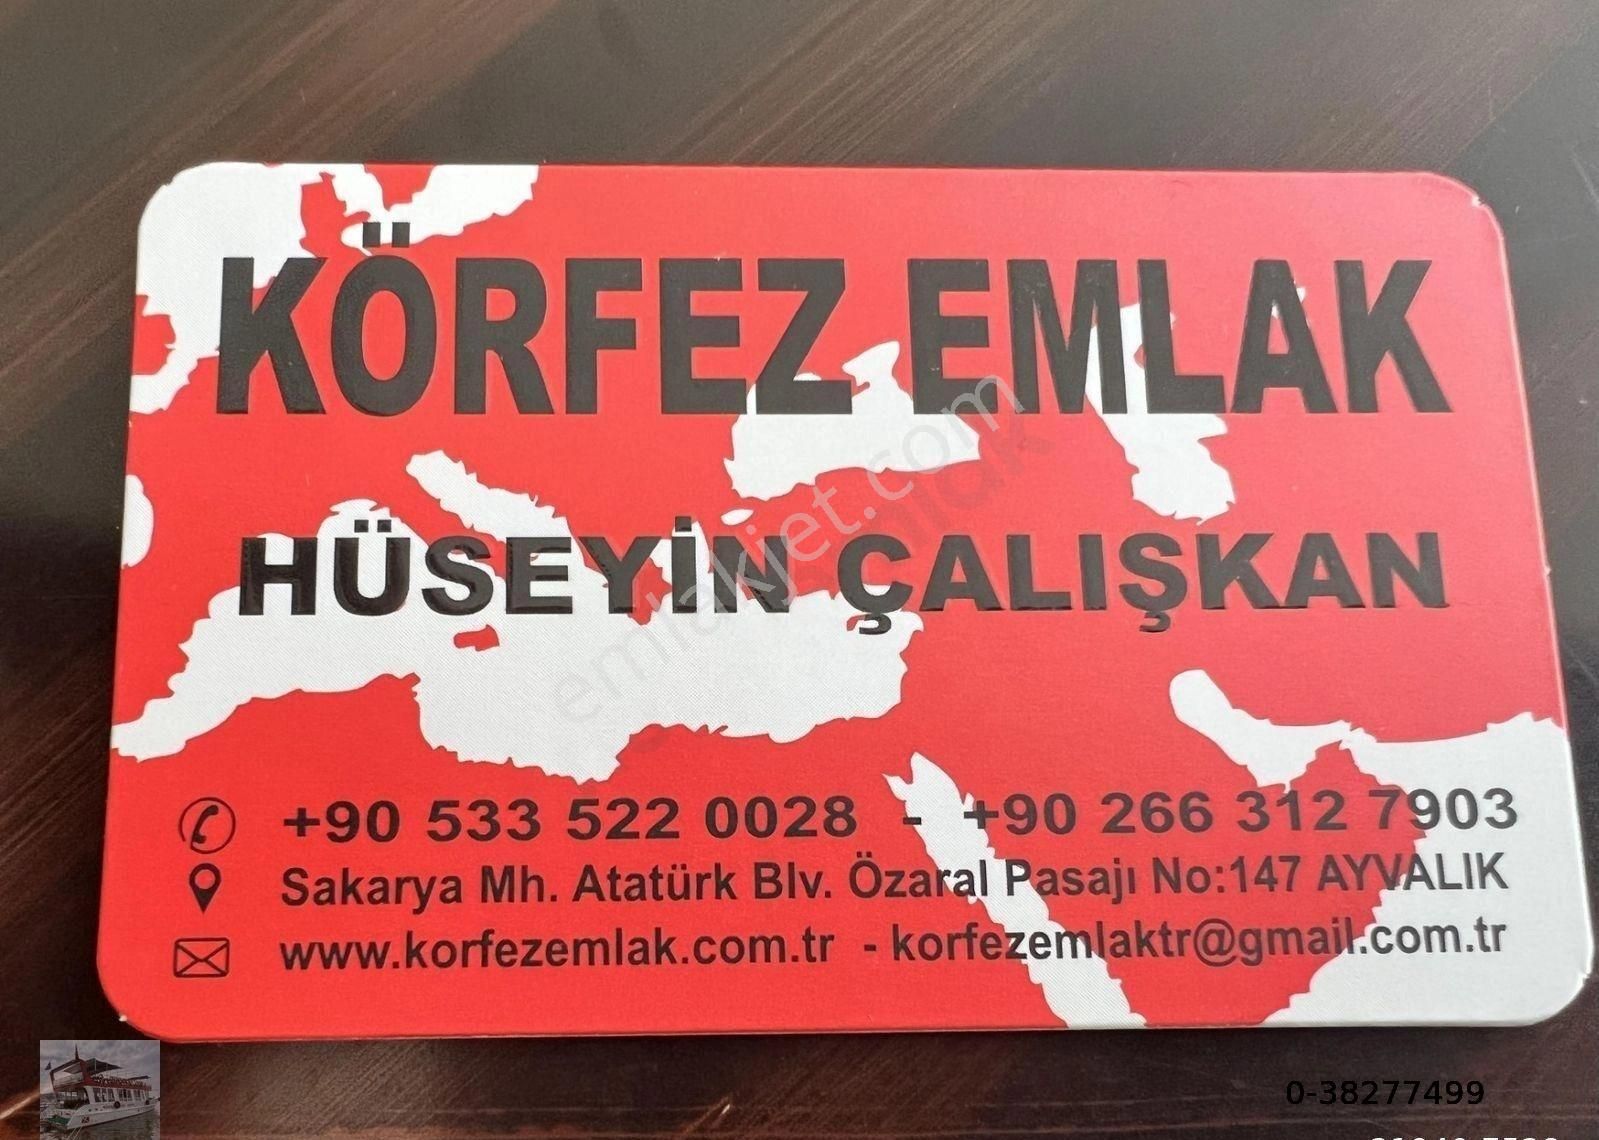 KÖRFEZ EMLAK
HÜSEYİN ÇALIŞKAN
emlakjet.com
+90 533 522 0028 - +90 266 312 7903
Sakarya Mh. Atatürk Blv. Özaral Pasajı No:147 AYVALIK
www.korfezemlak.com.tr - korfezemlaktr@gmail.com.tr
0-38277499